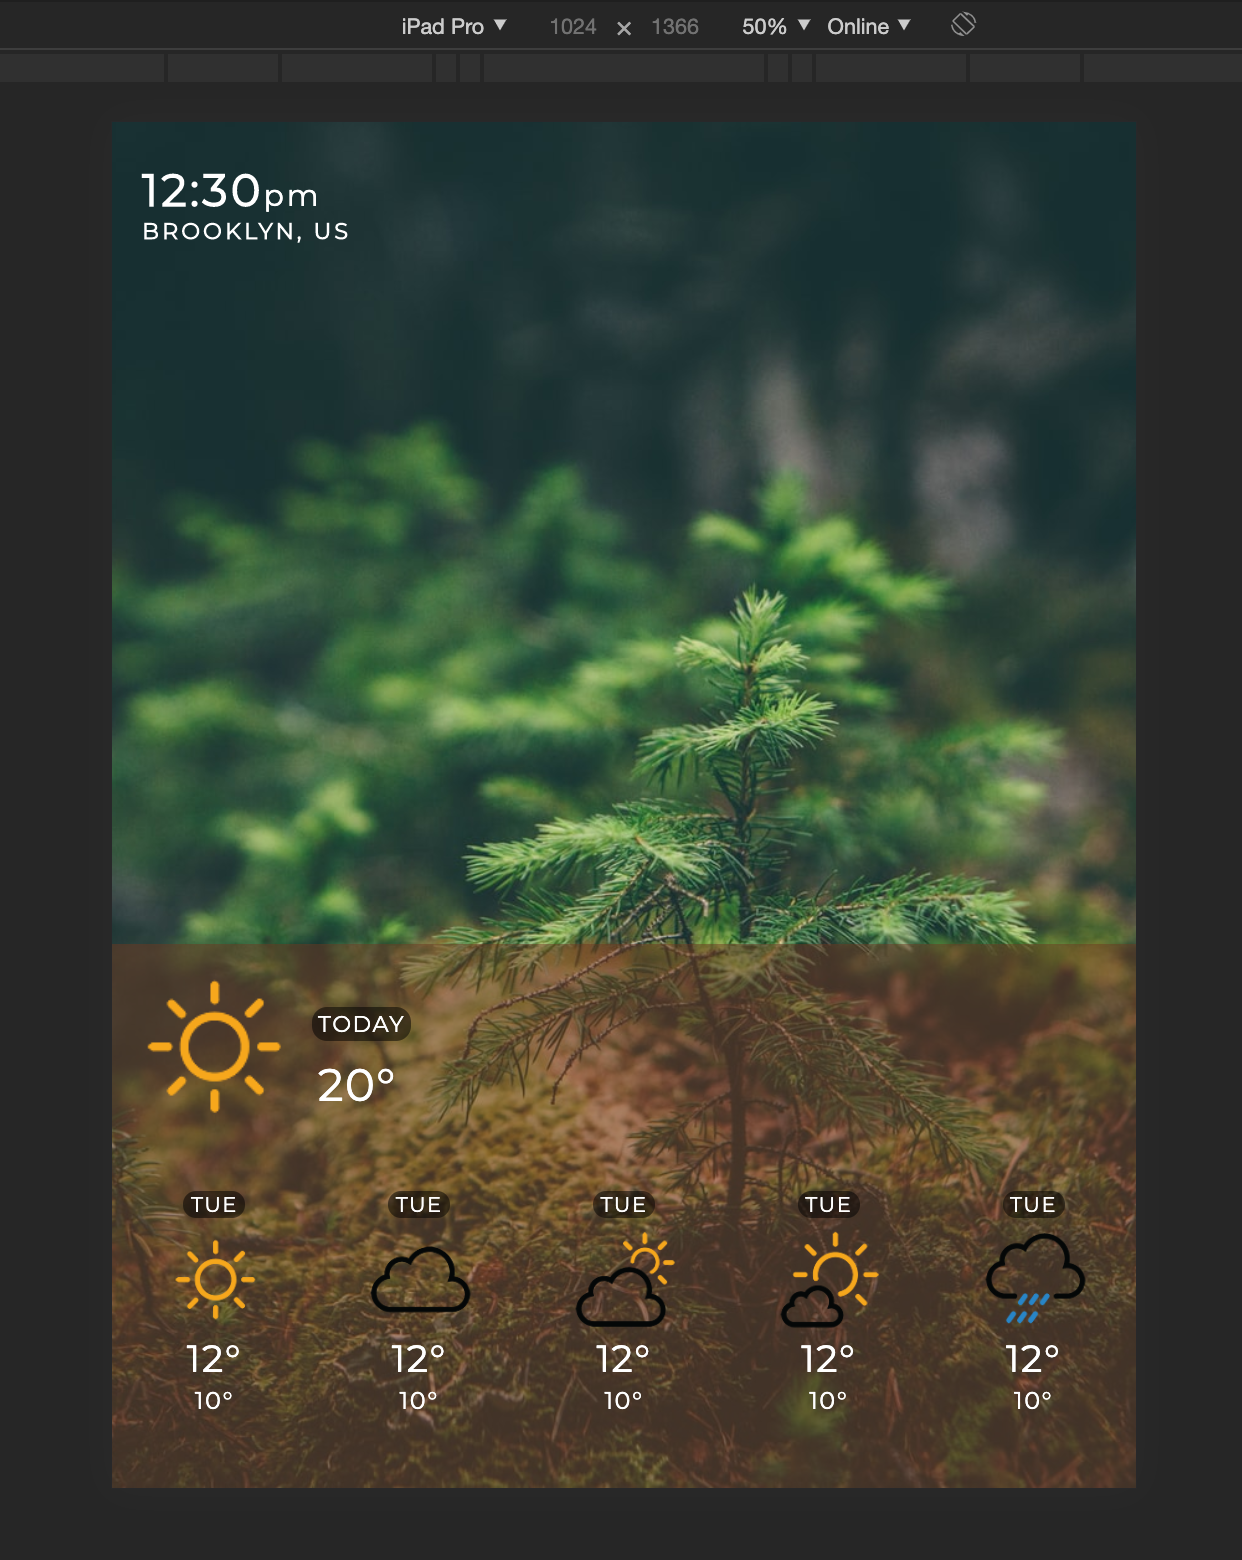 iPad Pro ▼ 1024 × 1366 50% ▼ Online ▼
12:30pm
BROOKLYN, US
TODAY
20°
TUE TUE TUE TUE TUE
12° 12° 12° 12° 12°
10° 10° 10° 10° 10°